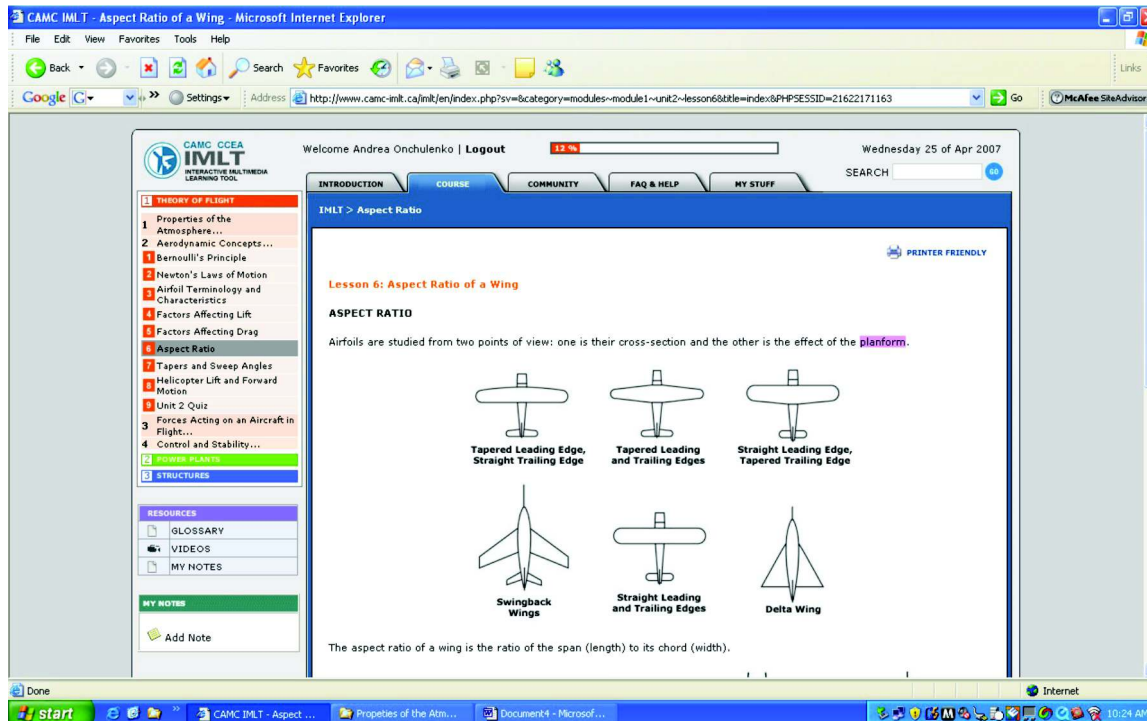 CAMC IMLT - Aspect Ratio of a Wing - Microsoft Internet Explorer
File Edit View Favorites Tools Help
Back Search Favorites Links
Google G Settings Address http://www.camc-imlt.ca/imlt/en/index.php?sv=&category=modules~module1~unit2~lesson6&title=index&PHPSESSID=21622171163 Go McAfee SiteAdvisor
CAMC CCEA
IMLT
INTERACTIVE MULTIMEDIA
LEARNING TOOL
Welcome Andrea Onchulenko | Logout 12 % Wednesday 25 of Apr 2007
SEARCH GO
INTRODUCTION COURSE COMMUNITY FAQ & HELP MY STUFF
IMLT > Aspect Ratio
1 THEORY OF FLIGHT
1 Properties of the
Atmosphere...
2 Aerodynamic Concepts...
1 Bernoulli's Principle
2 Newton's Laws of Motion
3 Airfoil Terminology and
Characteristics
4 Factors Affecting Lift
5 Factors Affecting Drag
6 Aspect Ratio
7 Tapers and Sweep Angles
8 Helicopter Lift and Forward
Motion
9 Unit 2 Quiz
3 Forces Acting on an Aircraft in
Flight...
4 Control and Stability...
2 POWER PLANTS
3 STRUCTURES
RESOURCES
GLOSSARY
VIDEOS
MY NOTES
MY NOTES
Add Note
PRINTER FRIENDLY
Lesson 6: Aspect Ratio of a Wing
ASPECT RATIO
Airfoils are studied from two points of view: one is their cross-section and the other is the effect of the planform.
Tapered Leading Edge,
Straight Trailing Edge
Tapered Leading
and Trailing Edges
Straight Leading Edge,
Tapered Trailing Edge
Swingback
Wings
Straight Leading
and Trailing Edges
Delta Wing
The aspect ratio of a wing is the ratio of the span (length) to its chord (width).
Done Internet
start CAMC IMLT - Aspect ... Propeties of the Atm... Document4 - Microsof... 10:24 AM